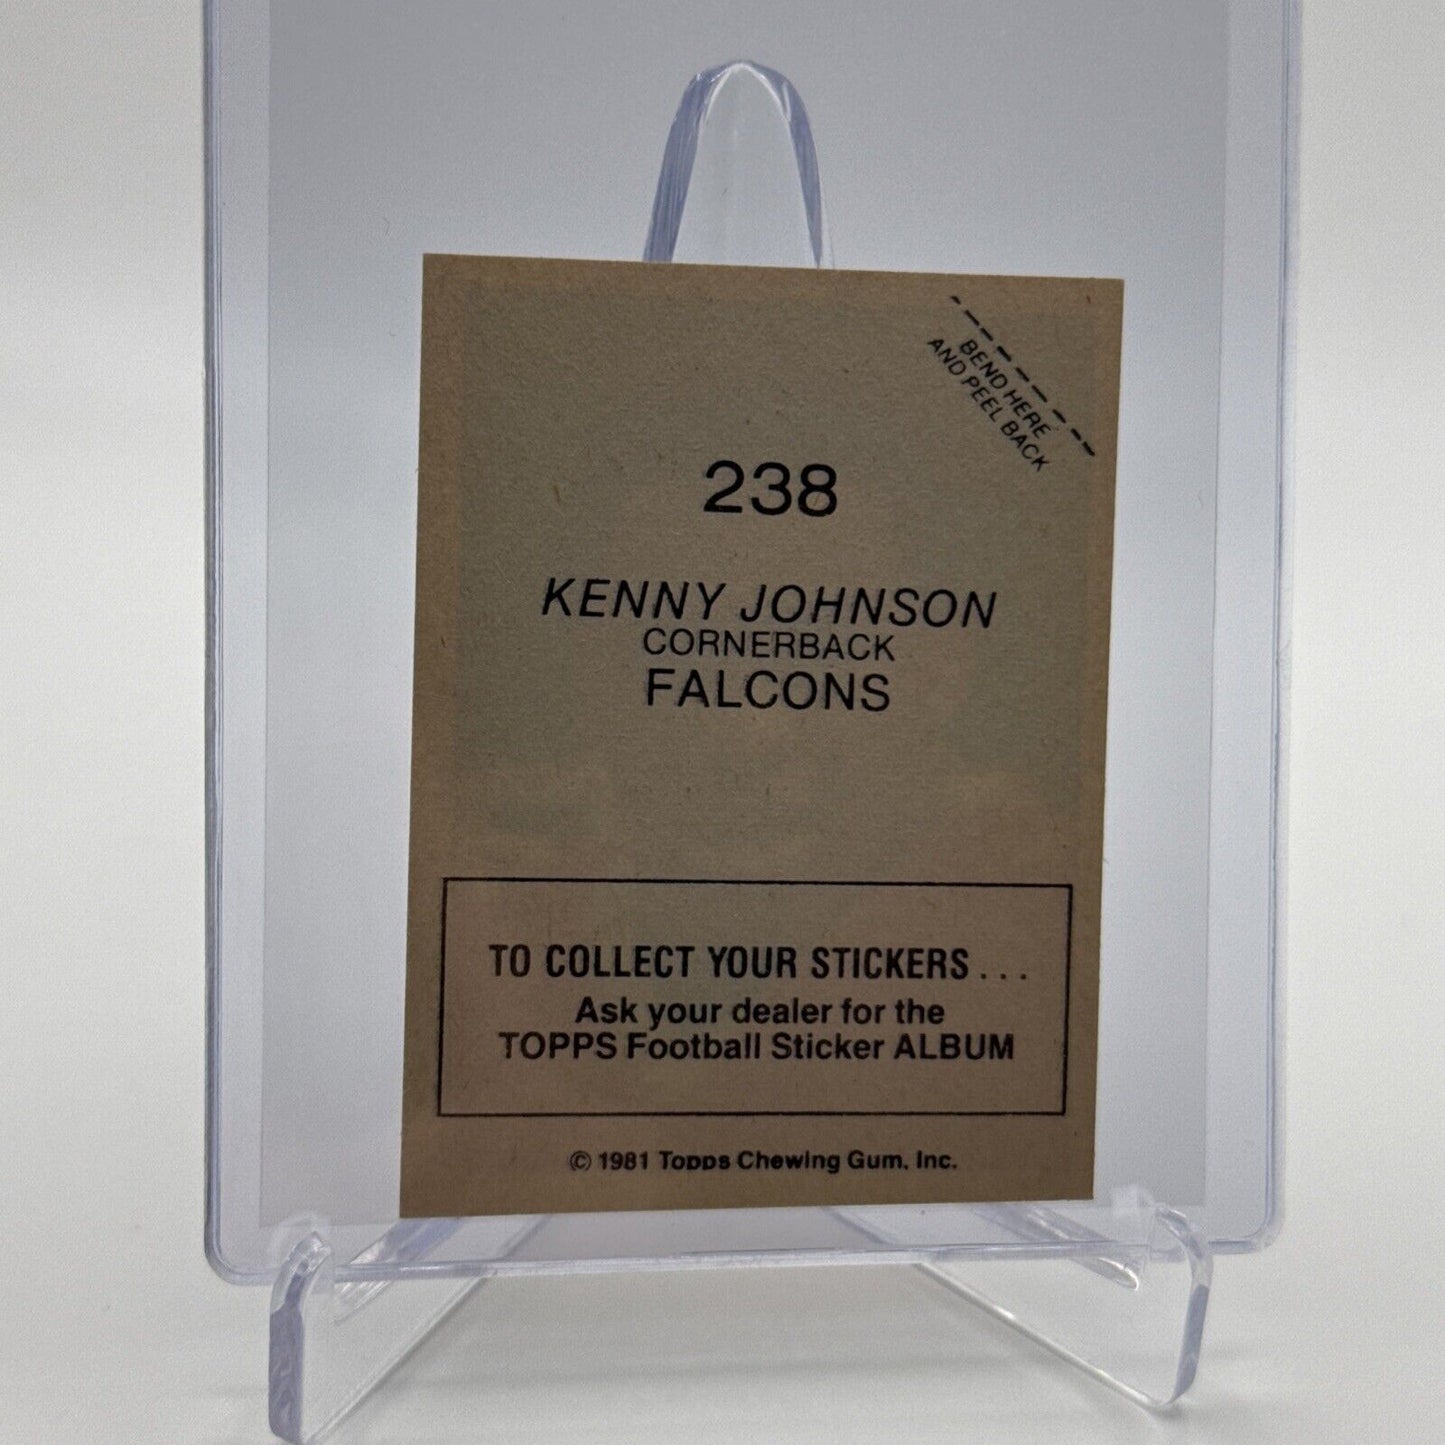 BEND HERE
AND PEEL BACK
238
KENNY JOHNSON
CORNERBACK
FALCONS
TO COLLECT YOUR STICKERS...
Ask your dealer for the
TOPPS Football Sticker ALBUM
© 1981 Topps Chewing Gum, Inc.